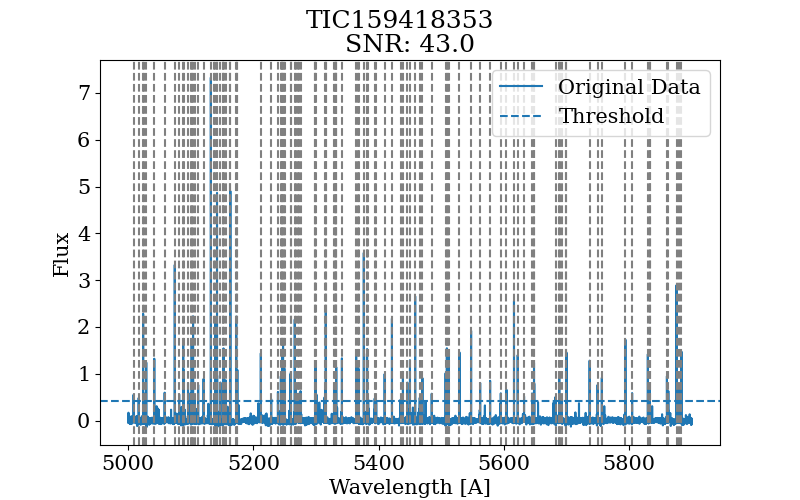 TIC159418353
SNR: 43.0
Original Data
Threshold
7
6
5
4
3
2
1
0
Flux
5000
5200
5400
5600
5800
Wavelength [A]